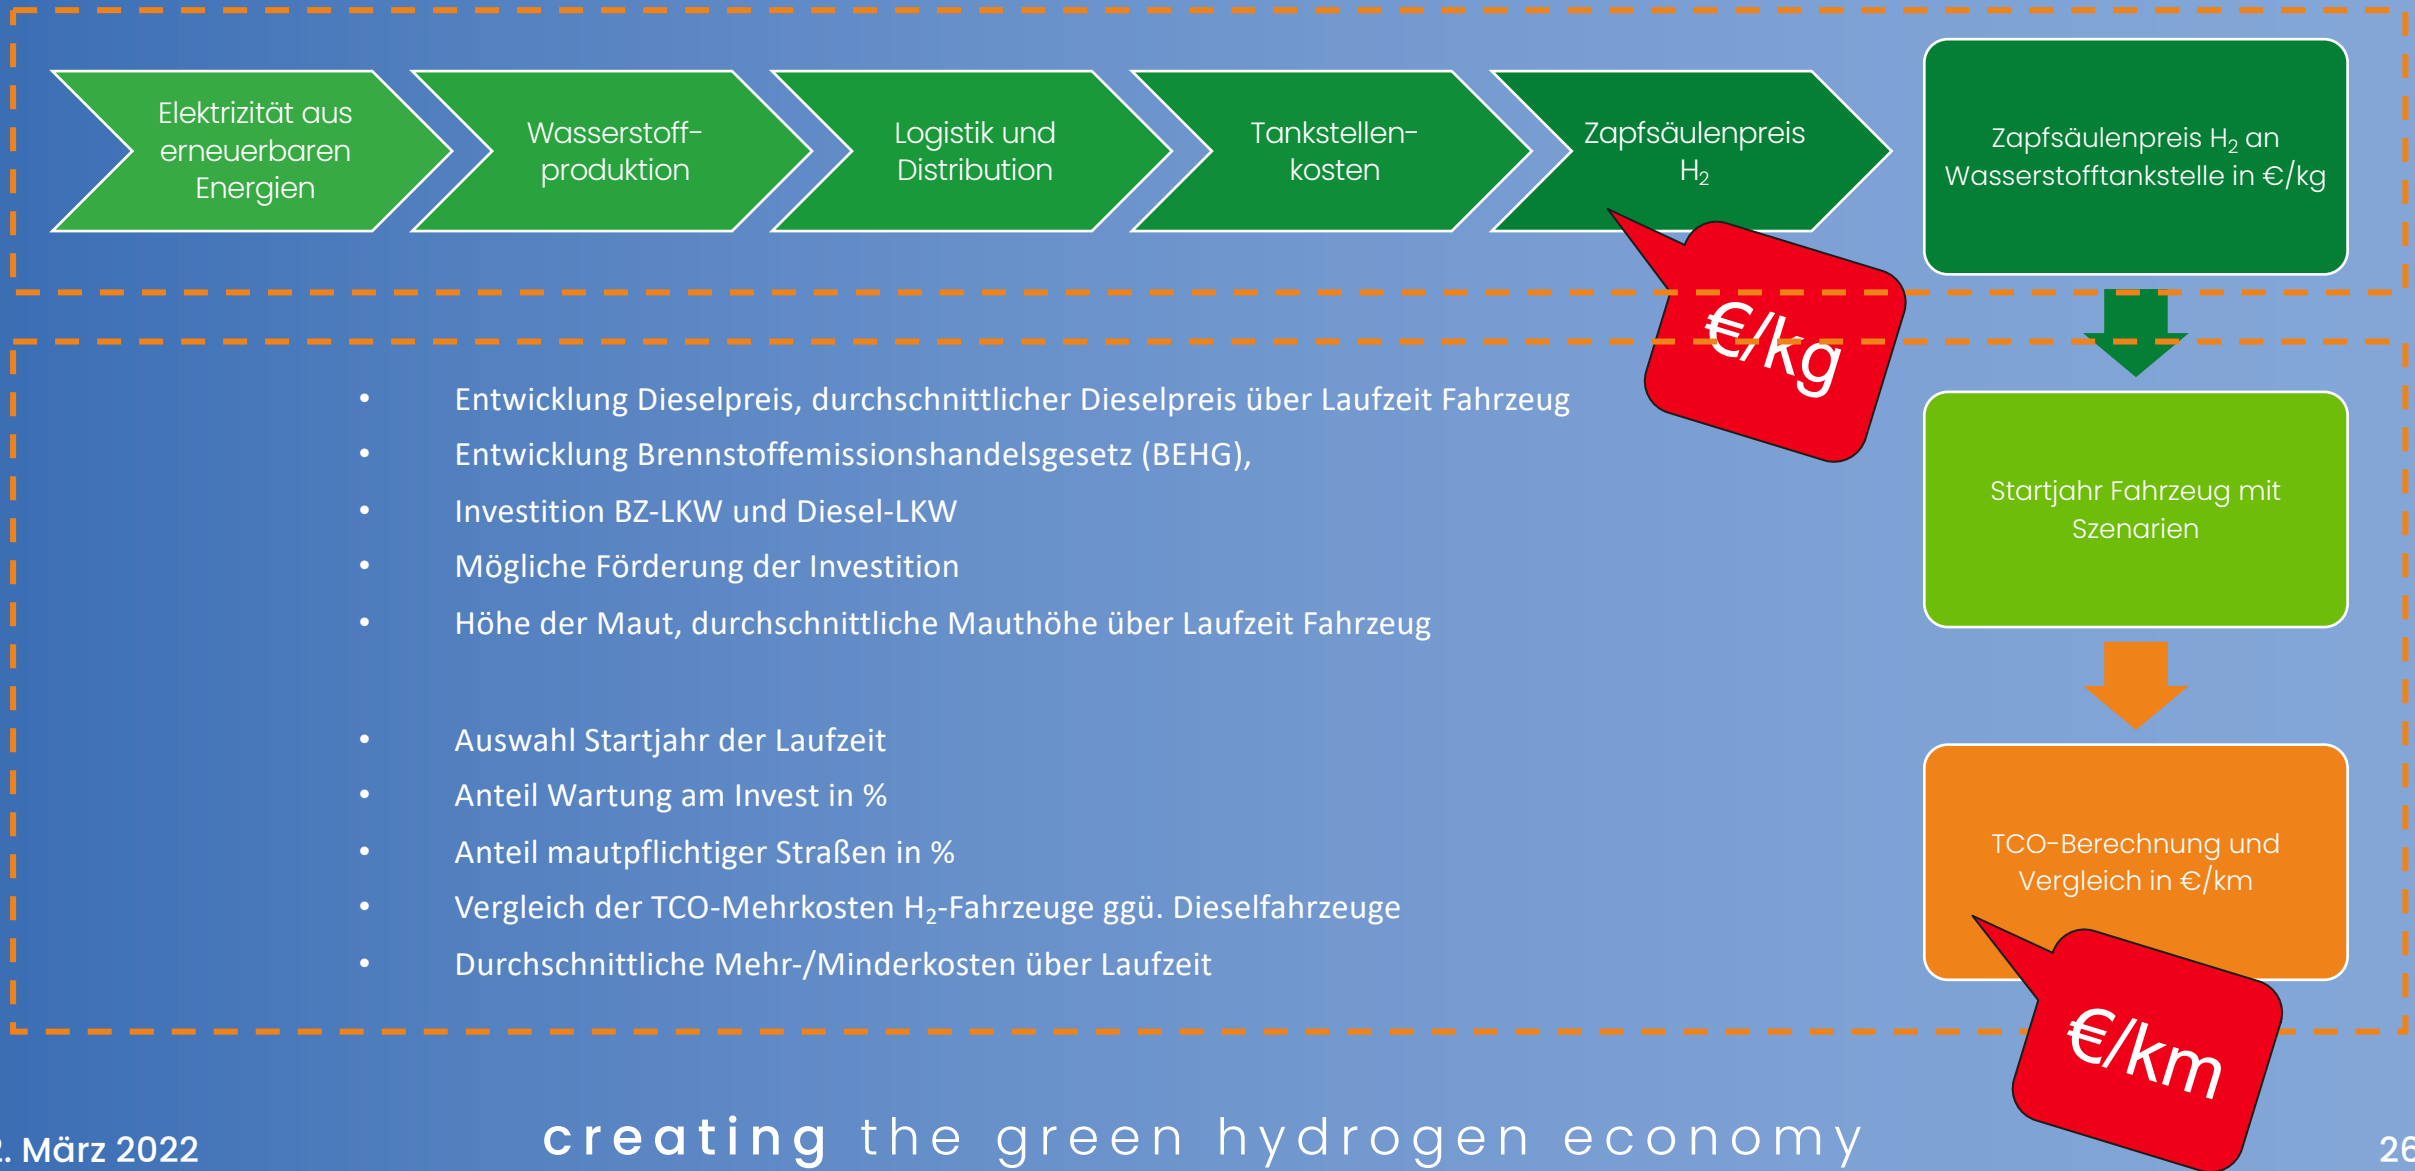 Elektrizität aus
erneuerbaren
Energien
Wasserstoff-
produktion
Logistik und
Distribution
Tankstellen-
kosten
Zapfsäulenpreis
H₂
Zapfsäulenpreis H₂ an
Wasserstofftankstelle in €/kg
€/kg
• Entwicklung Dieselpreis, durchschnittlicher Dieselpreis über Laufzeit Fahrzeug
• Entwicklung Brennstoffemissionshandelsgesetz (BEHG),
• Investition BZ-LKW und Diesel-LKW
• Mögliche Förderung der Investition
• Höhe der Maut, durchschnittliche Mauthöhe über Laufzeit Fahrzeug
Startjahr Fahrzeug mit
Szenarien
• Auswahl Startjahr der Laufzeit
• Anteil Wartung am Invest in %
• Anteil mautpflichtiger Straßen in %
• Vergleich der TCO-Mehrkosten H₂-Fahrzeuge ggü. Dieselfahrzeuge
• Durchschnittliche Mehr-/Minderkosten über Laufzeit
TCO-Berechnung und
Vergleich in €/km
€/km
. März 2022
creating the green hydrogen economy
26